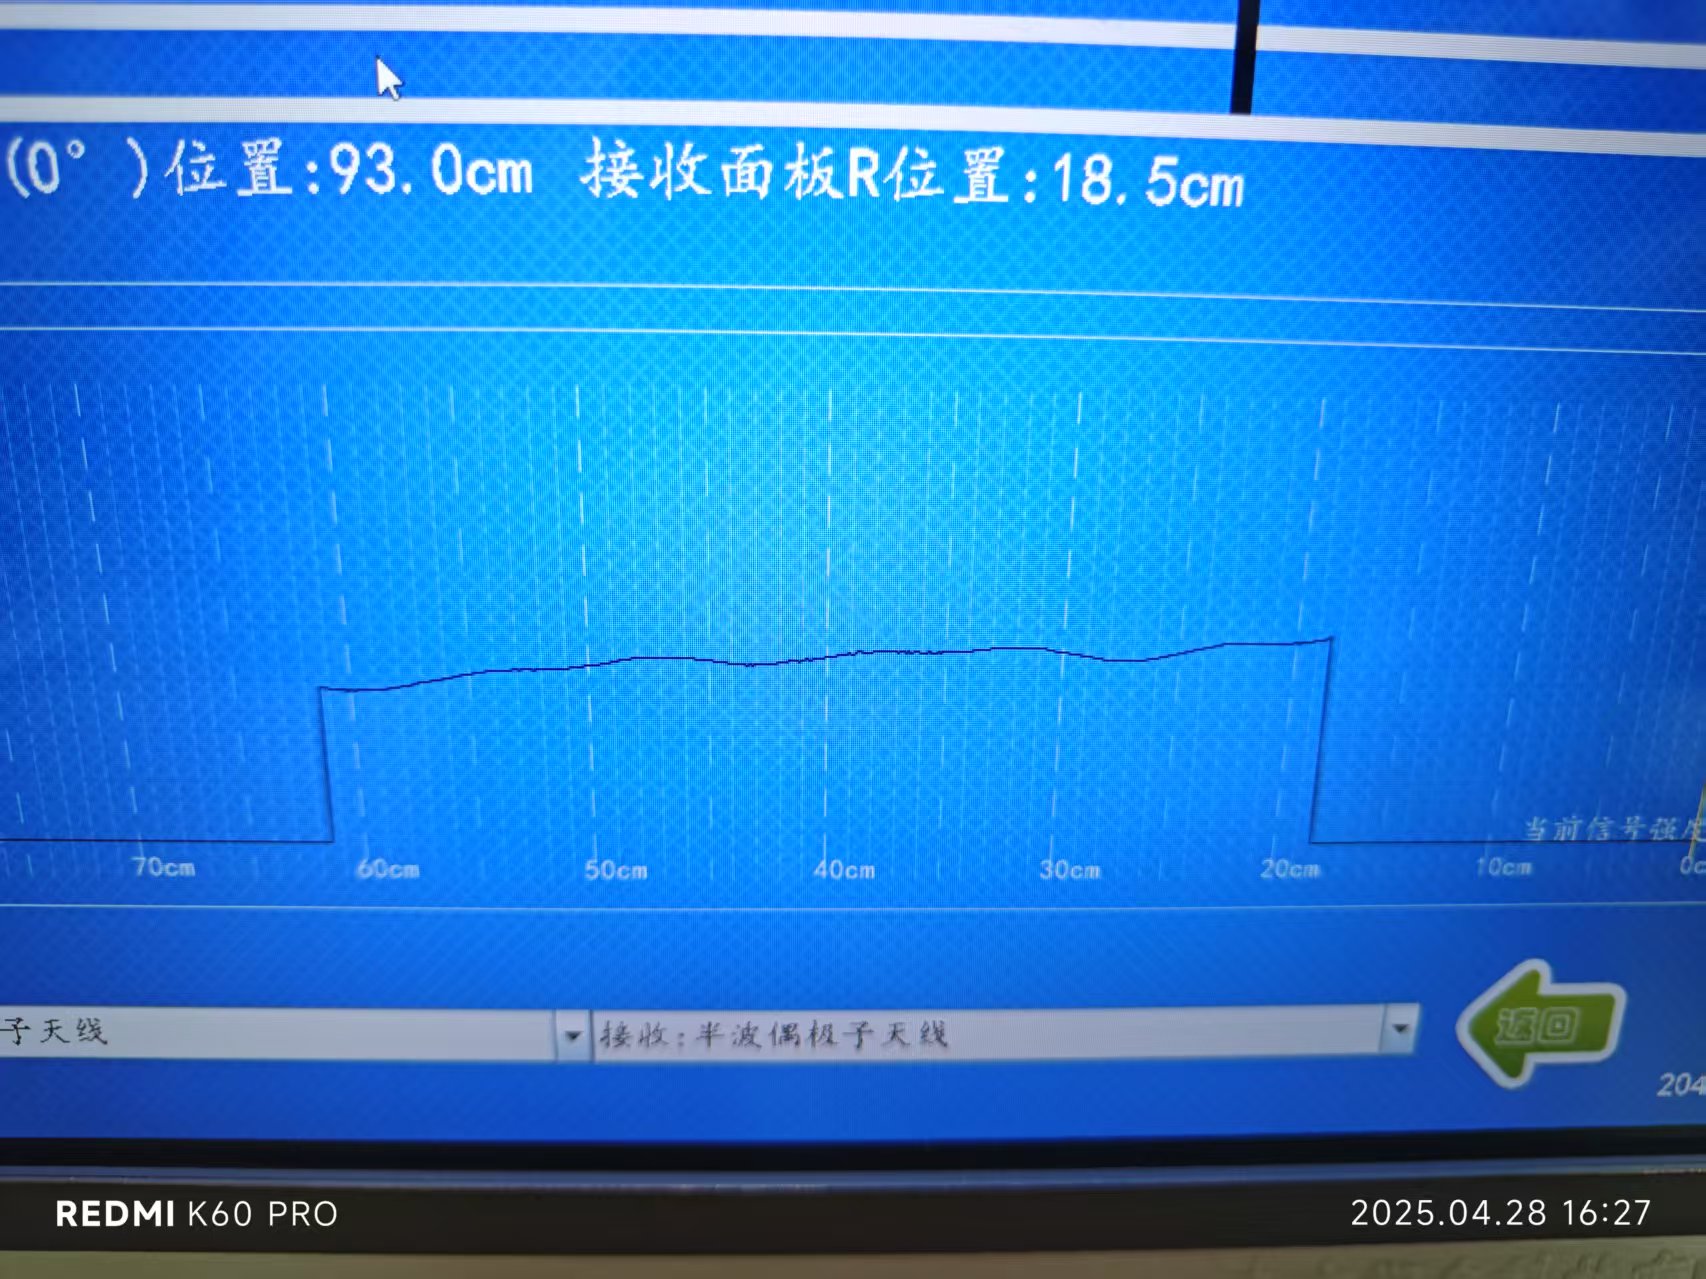 (0° )位置:93.0cm 接收面板R位置:18.5cm
当前信号强
70cm 60cm 50cm 40cm 30cm 20cm 10cm
子天线 接收:半波偶极子天线
返回
204
REDMI K60 PRO 2025.04.28 16:27